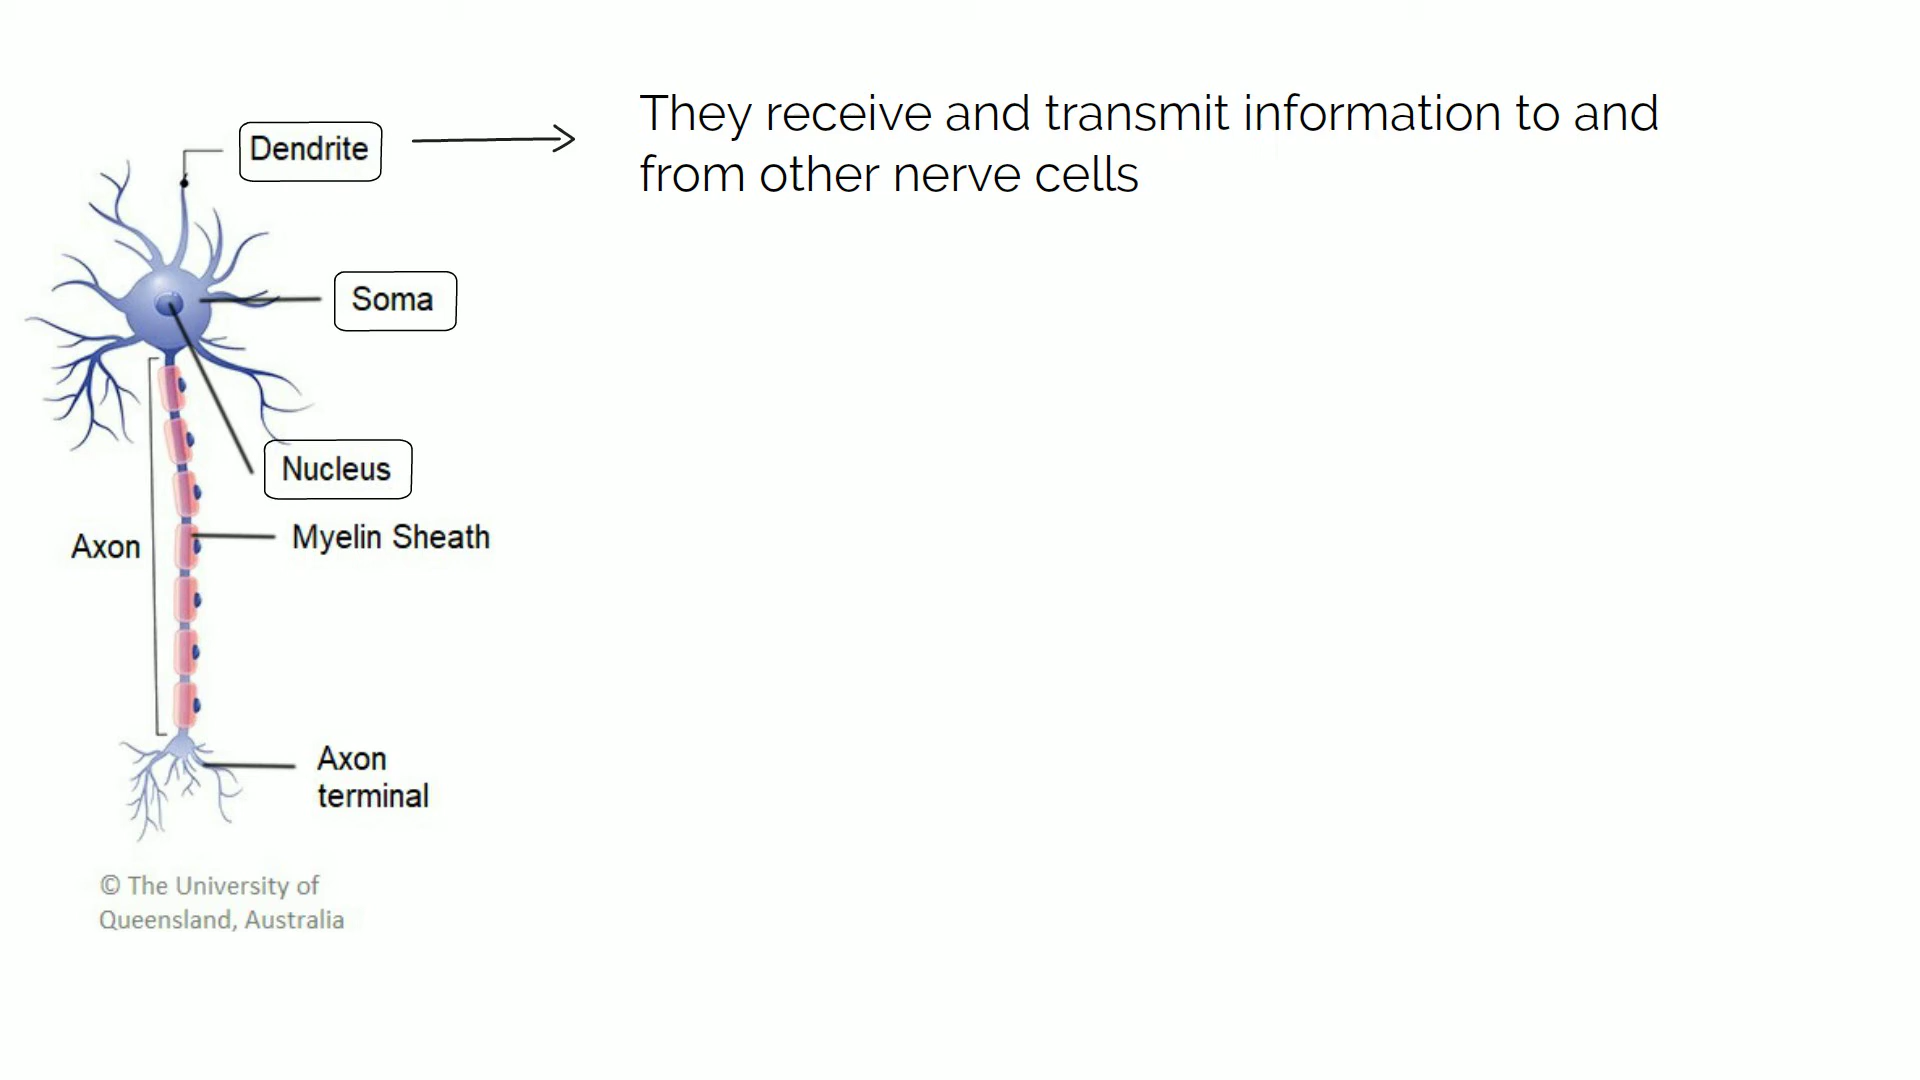 They receive and transmit information to and
from other nerve cells
Dendrite
Soma
Nucleus
Myelin Sheath
Axon
Axon
terminal
© The University of
Queensland, Australia